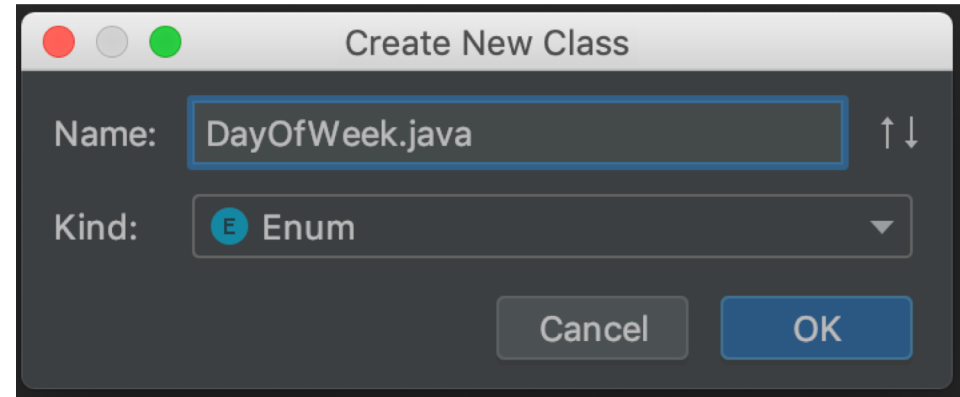 Create New Class
Name: DayOfWeek.java
Kind: E Enum
Cancel OK